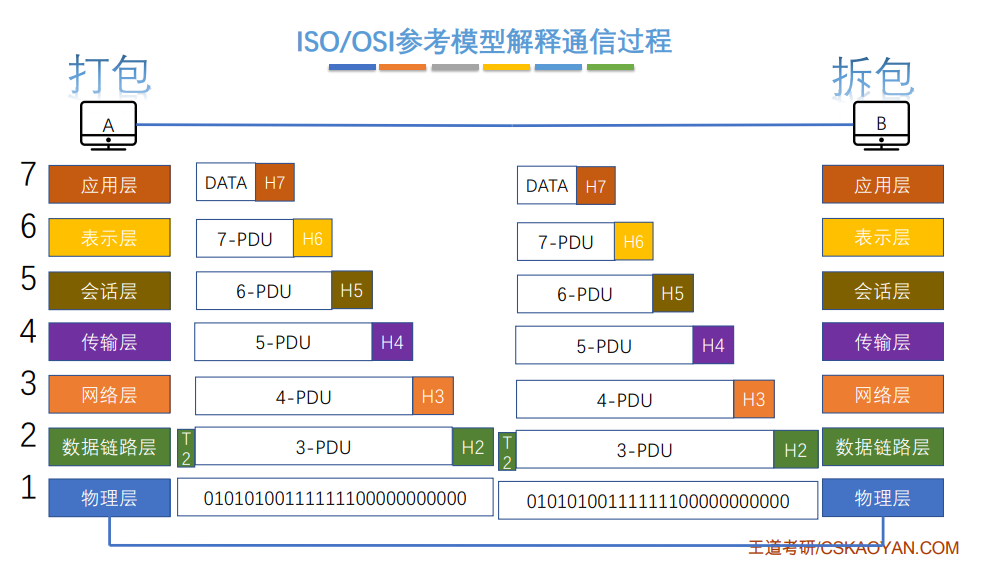 ISO/OSI参考模型解释通信过程
打包
拆包
A
B
7
应用层
DATA
H7
DATA
H7
应用层
6
表示层
7-PDU
H6
7-PDU
H6
表示层
5
会话层
6-PDU
H5
6-PDU
H5
会话层
4
传输层
5-PDU
H4
5-PDU
H4
传输层
3
网络层
4-PDU
H3
4-PDU
H3
网络层
2
数据链路层
T2
3-PDU
H2
T2
3-PDU
H2
数据链路层
1
物理层
010101001111111100000000000
010101001111111100000000000
物理层
王道考研/CSKAOYAN.COM